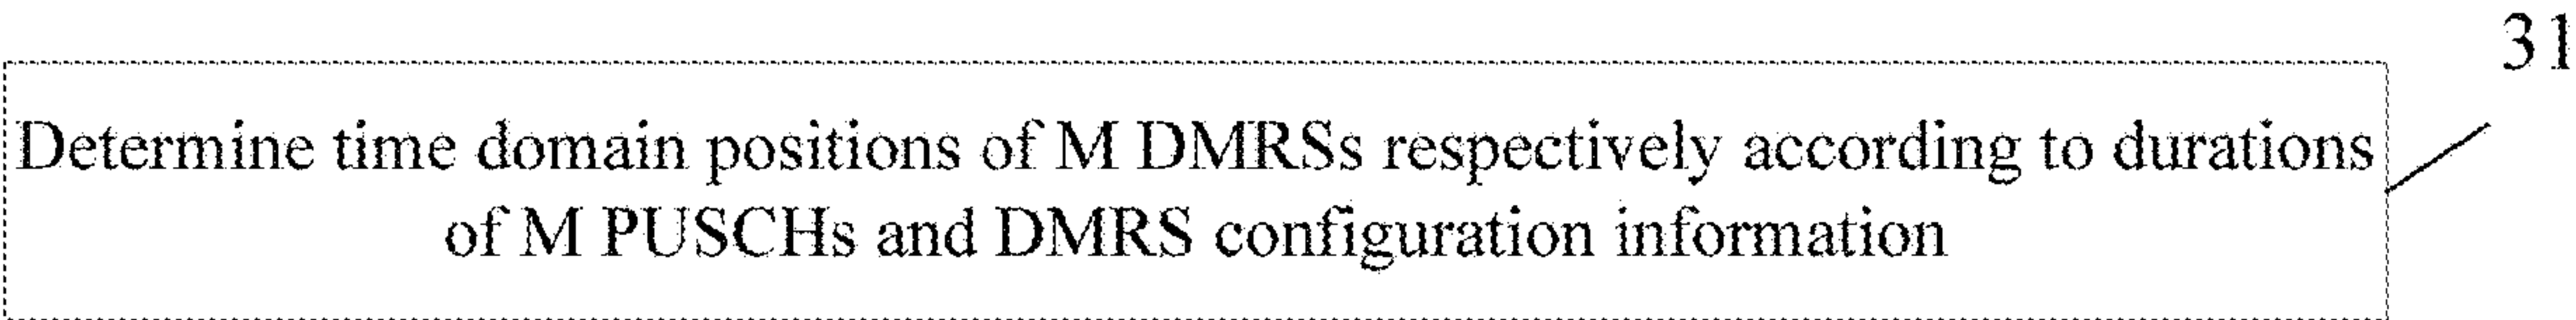 31
Determine time domain positions of M DMRSs respectively according to durations
of M PUSCHs and DMRS configuration information